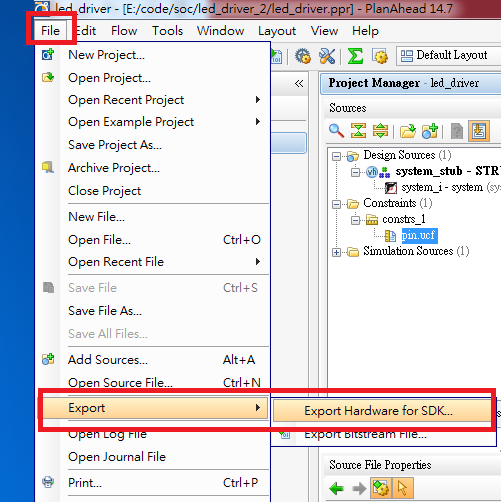 led_driver - [E:/code/soc/led_driver_2/led_driver.ppr] - PlanAhead 14.7
File Edit Flow Tools Window Layout View Help
New Project...
Open Project...
Open Recent Project
Open Example Project
Save Project As...
Archive Project...
Close Project
New File...
Open File... Ctrl+O
Open Recent File
Save File Ctrl+S
Save File As...
Save All Files...
Add Sources... Alt+A
Open Source File... Ctrl+N
Export
Export Hardware for SDK...
Export Bitstream File...
Open Log File
Open Journal File
Print... Ctrl+P
Default Layout
Project Manager - led_driver
Sources
Design Sources (1)
system_stub - STR
system_i - system (sy
Constraints (1)
constrs_1
pin.ucf
Simulation Sources (1)
Source File Properties